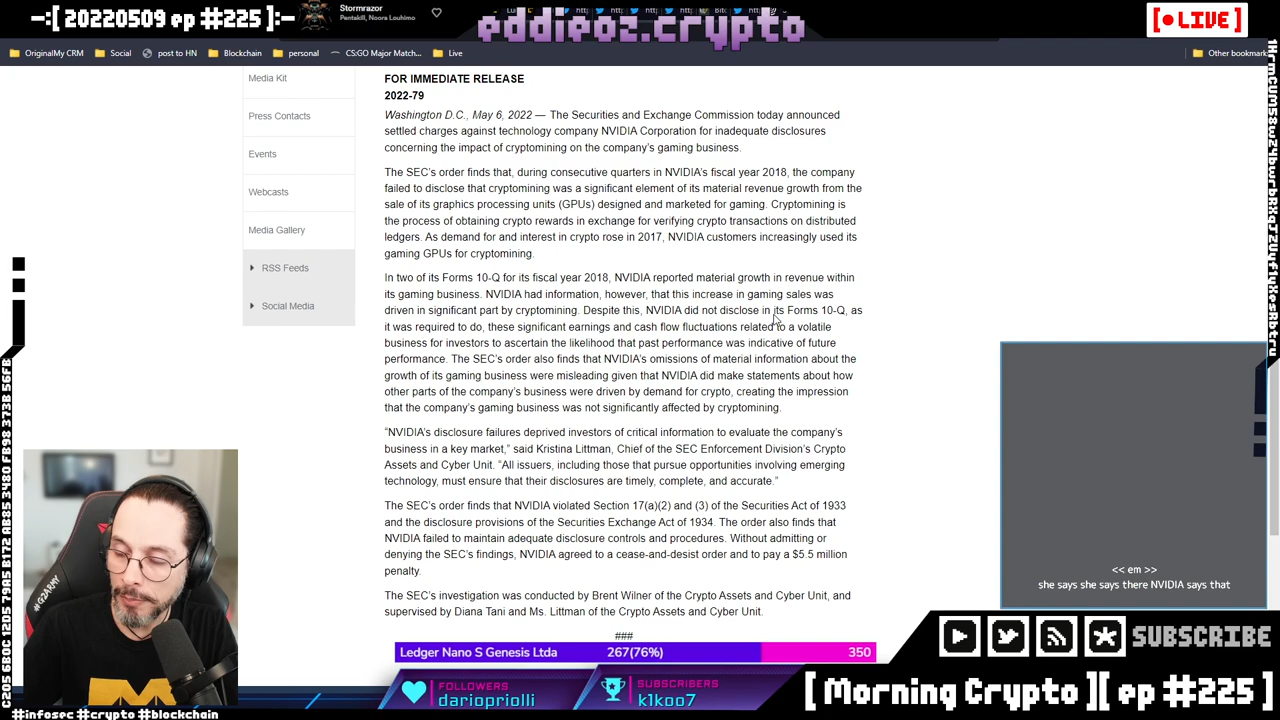 -:[ 20220509 ep #225 ]:-
Stormrazor
Pentakill, Noora Louhimo
eddieoz.crypto
[● LIVE ]
OriginalMy CRM
Social
post to HN
Blockchain
personal
CS:GO Major Match...
Live
Other bookmark
Media Kit
Press Contacts
Events
Webcasts
Media Gallery
RSS Feeds
Social Media
FOR IMMEDIATE RELEASE
2022-79
Washington D.C., May 6, 2022 — The Securities and Exchange Commission today announced
settled charges against technology company NVIDIA Corporation for inadequate disclosures
concerning the impact of cryptomining on the company's gaming business.
The SEC's order finds that, during consecutive quarters in NVIDIA's fiscal year 2018, the company
failed to disclose that cryptomining was a significant element of its material revenue growth from the
sale of its graphics processing units (GPUs) designed and marketed for gaming. Cryptomining is
the process of obtaining crypto rewards in exchange for verifying crypto transactions on distributed
ledgers. As demand for and interest in crypto rose in 2017, NVIDIA customers increasingly used its
gaming GPUs for cryptomining.
In two of its Forms 10-Q for its fiscal year 2018, NVIDIA reported material growth in revenue within
its gaming business. NVIDIA had information, however, that this increase in gaming sales was
driven in significant part by cryptomining. Despite this, NVIDIA did not disclose in its Forms 10-Q, as
it was required to do, these significant earnings and cash flow fluctuations related to a volatile
business for investors to ascertain the likelihood that past performance was indicative of future
performance. The SEC's order also finds that NVIDIA's omissions of material information about the
growth of its gaming business were misleading given that NVIDIA did make statements about how
other parts of the company's business were driven by demand for crypto, creating the impression
that the company's gaming business was not significantly affected by cryptomining.
“NVIDIA's disclosure failures deprived investors of critical information to evaluate the company's
business in a key market,” said Kristina Littman, Chief of the SEC Enforcement Division's Crypto
Assets and Cyber Unit. “All issuers, including those that pursue opportunities involving emerging
technology, must ensure that their disclosures are timely, complete, and accurate.”
The SEC's order finds that NVIDIA violated Section 17(a)(2) and (3) of the Securities Act of 1933
and the disclosure provisions of the Securities Exchange Act of 1934. The order also finds that
NVIDIA failed to maintain adequate disclosure controls and procedures. Without admitting or
denying the SEC's findings, NVIDIA agreed to a cease-and-desist order and to pay a $5.5 million
penalty.
The SEC's investigation was conducted by Brent Wilner of the Crypto Assets and Cyber Unit, and
supervised by Diana Tani and Ms. Littman of the Crypto Assets and Cyber Unit.
###
<< em >>
she says she says there NVIDIA says that
#G2ARMY
Ledger Nano S Genesis Ltda
267(76%)
350
FOLLOWERS
dariopriolli
SUBSCRIBERS
k1koo7
SUBSCRIBE
[ Morning Crypto ][ ep #225 ]
#infosec #crypto #blockchain